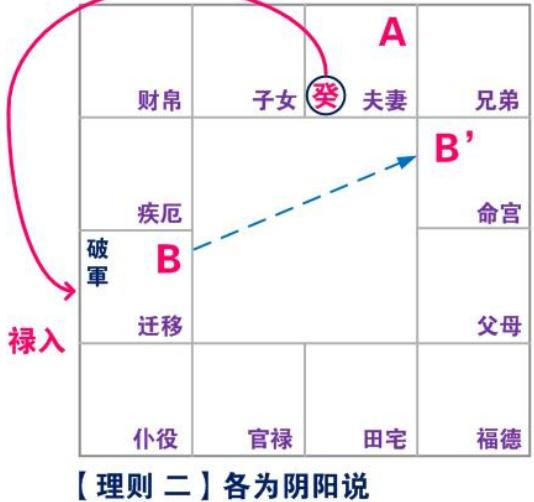 A
财帛
子女
癸
夫妻
兄弟
B’
疾厄
命宫
破軍
B
迁移
禄入
父母
仆役
官禄
田宅
福德
【理则 二】各为阴阳说